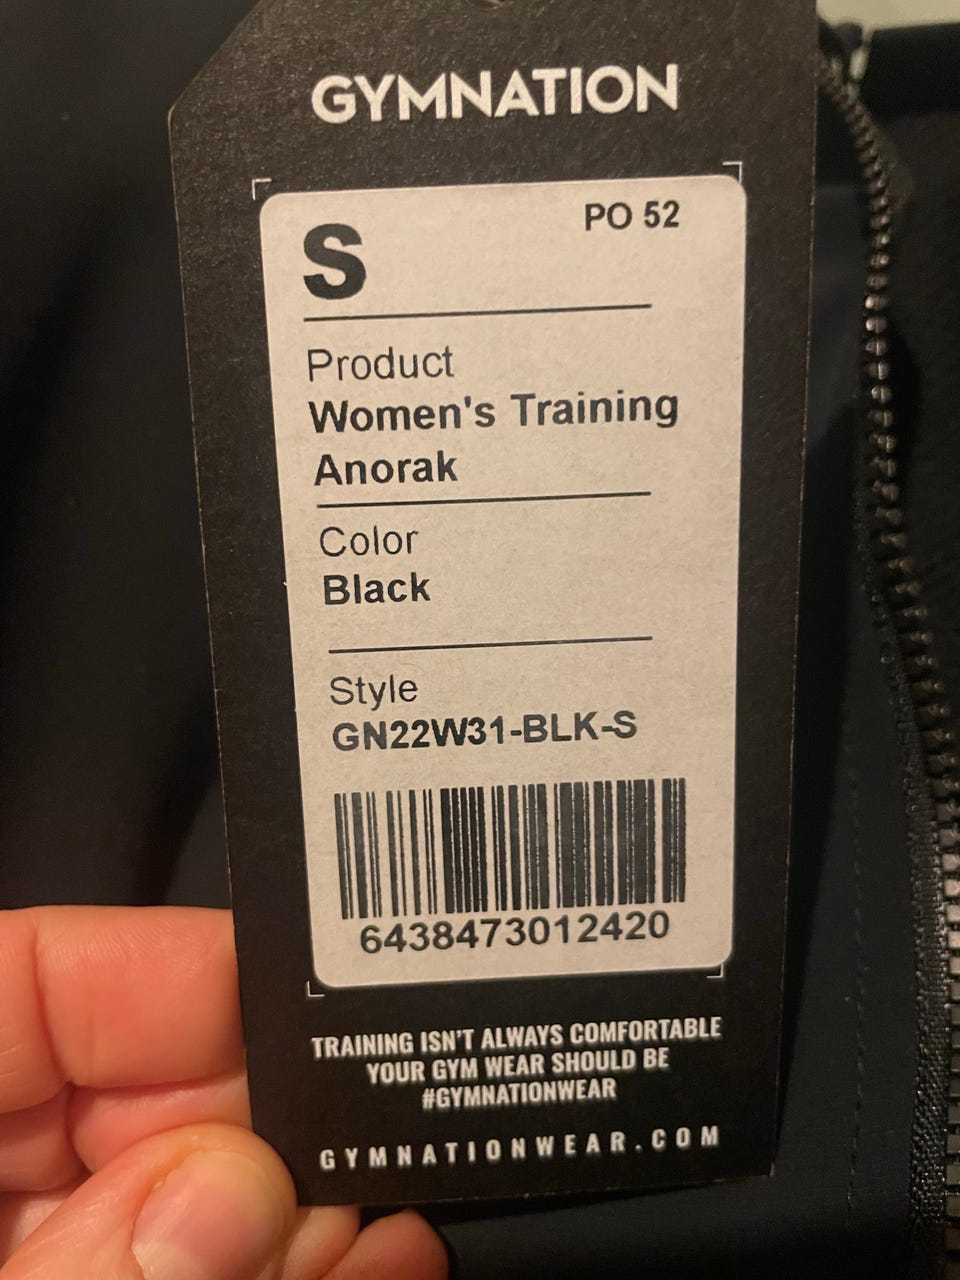 GYMNATION
S
PO 52
Product
Women's Training
Anorak
Color
Black
Style
GN22W31-BLK-S
6438473012420
TRAINING ISN'T ALWAYS COMFORTABLE
YOUR GYM WEAR SHOULD BE
#GYMNATIONWEAR
GYMNATIONWEAR.COM